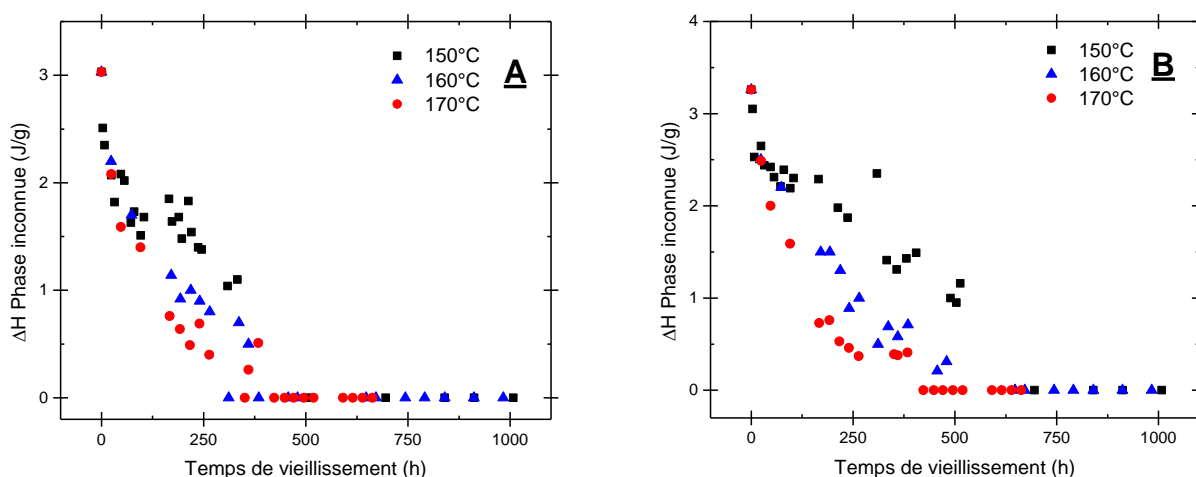 A
150°C
160°C
170°C
ΔH Phase inconnue (J/g)
3
2
1
0
0 250 500 750 1000
Temps de vieillissement (h)
B
150°C
160°C
170°C
ΔH Phase inconnue (J/g)
4
3
2
1
0
0 250 500 750 1000
Temps de vieillissement (h)